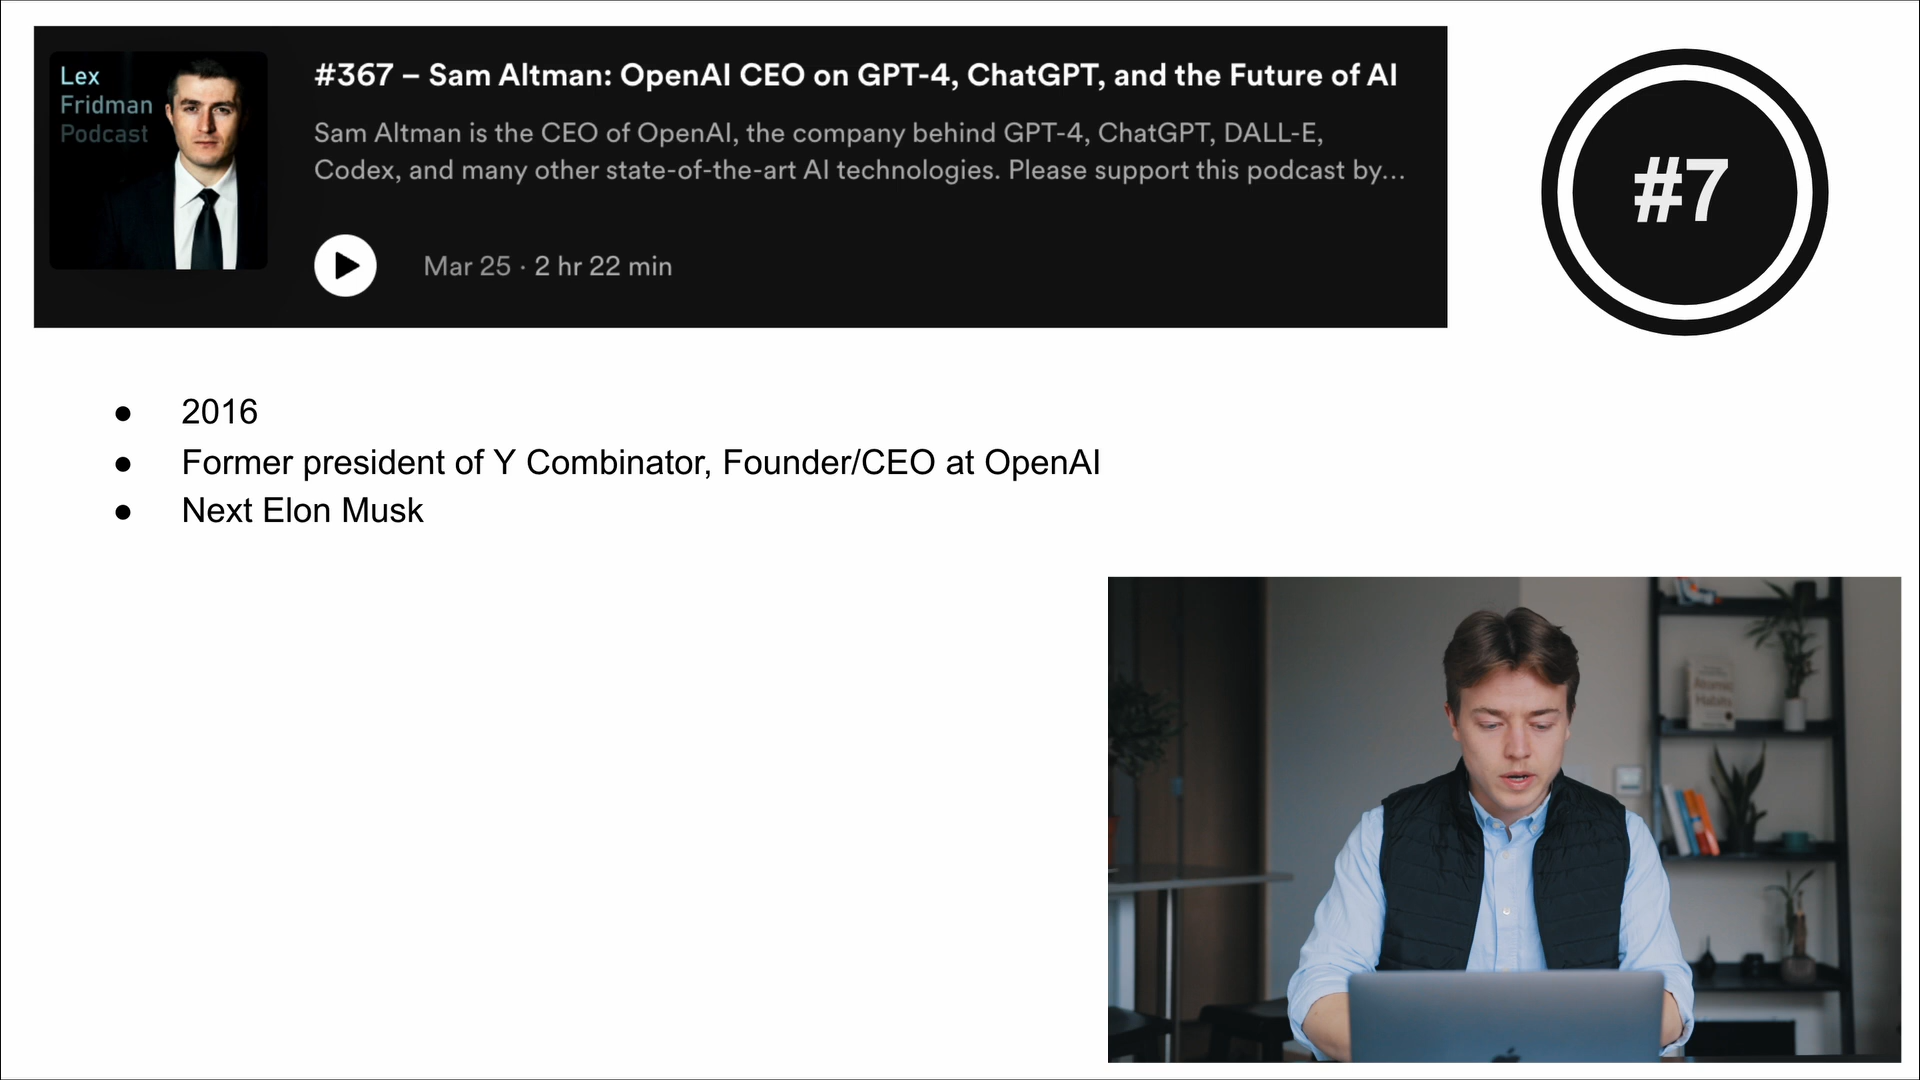 Lex
Fridman
Podcast
#367 – Sam Altman: OpenAI CEO on GPT-4, ChatGPT, and the Future of AI
Sam Altman is the CEO of OpenAI, the company behind GPT-4, ChatGPT, DALL-E,
Codex, and many other state-of-the-art AI technologies. Please support this podcast by...
Mar 25 · 2 hr 22 min
#7
● 2016
● Former president of Y Combinator, Founder/CEO at OpenAI
● Next Elon Musk
Atomic
Habits